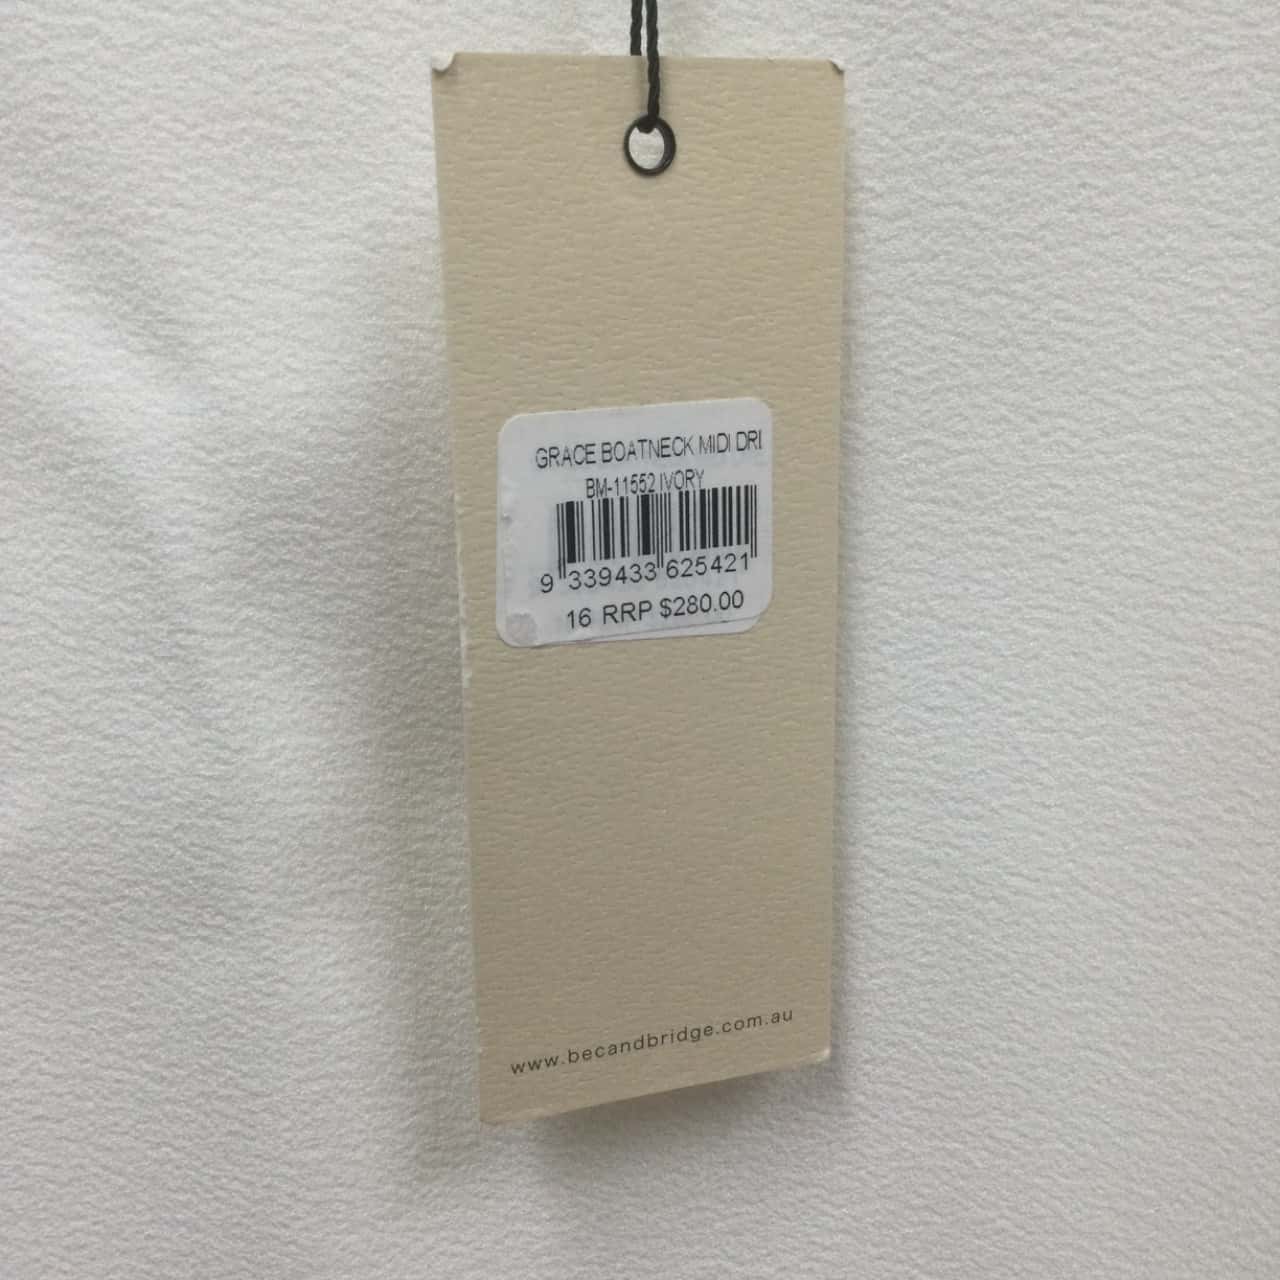 GRACE BOATNECK MIDI DRI
BM-11552 IVORY
9 339433 625421
16 RRP $280.00
www.becandbridge.com.au